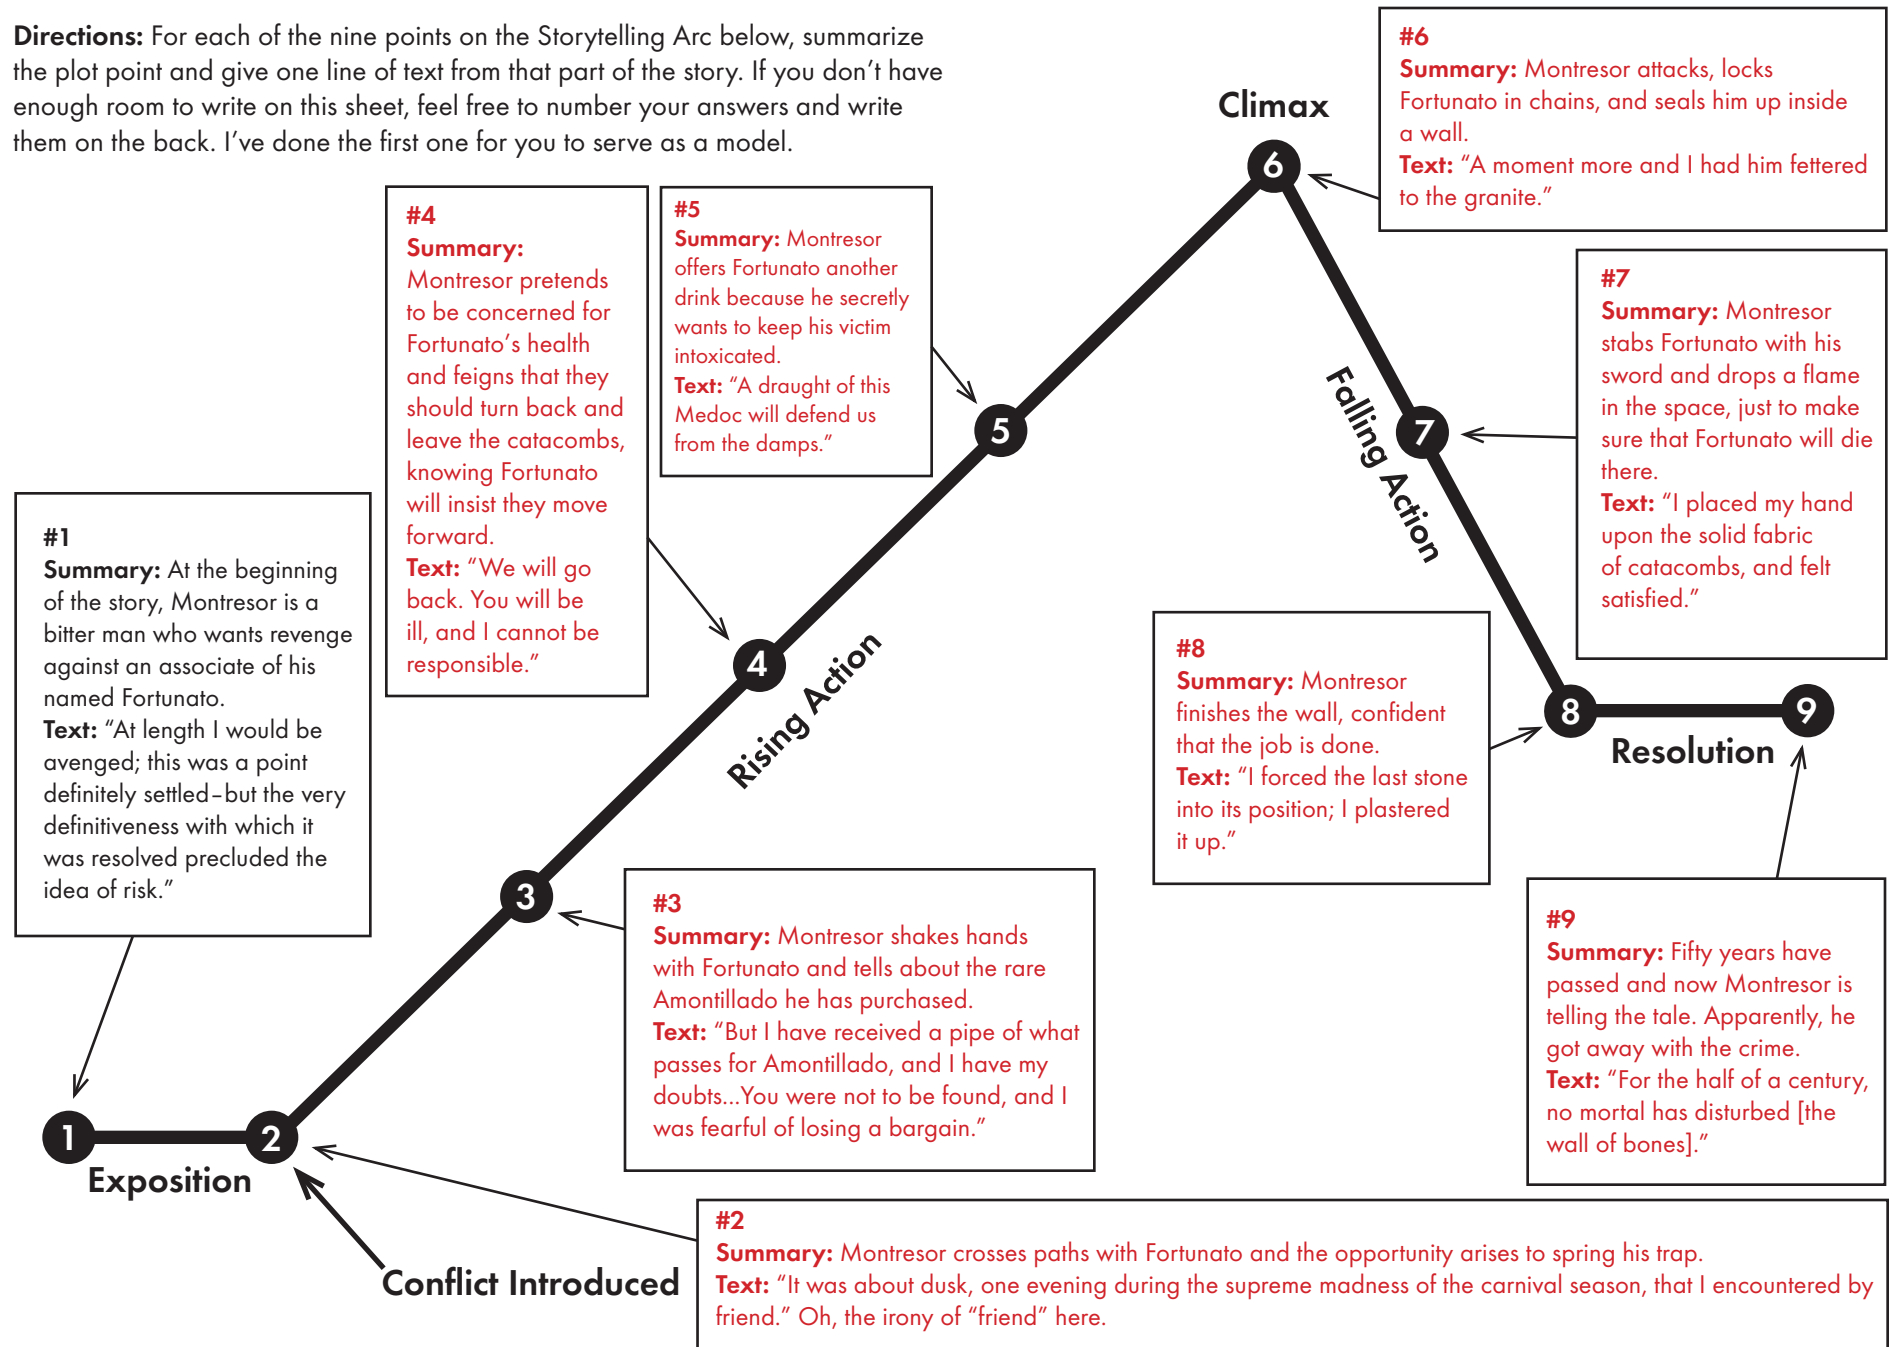 Directions: For each of the nine points on the Storytelling Arc below, summarize
the plot point and give one line of text from that part of the story. If you don’t have
enough room to write on this sheet, feel free to number your answers and write
them on the back. I’ve done the first one for you to serve as a model.
#1
Summary: At the beginning
of the story, Montresor is a
bitter man who wants revenge
against an associate of his
named Fortunato.
Text: “At length I would be
avenged; this was a point
definitely settled–but the very
definitiveness with which it
was resolved precluded the
idea of risk.”
#4
Summary:
Montresor pretends
to be concerned for
Fortunato’s health
and feigns that they
should turn back and
leave the catacombs,
knowing Fortunato
will insist they move
forward.
Text: “We will go
back. You will be
ill, and I cannot be
responsible.”
#5
Summary: Montresor
offers Fortunato another
drink because he secretly
wants to keep his victim
intoxicated.
Text: “A draught of this
Medoc will defend us
from the damps.”
Climax
#6
Summary: Montresor attacks, locks
Fortunato in chains, and seals him up inside
a wall.
Text: “A moment more and I had him fettered
to the granite.”
#7
Summary: Montresor
stabs Fortunato with his
sword and drops a flame
in the space, just to make
sure that Fortunato will die
there.
Text: “I placed my hand
upon the solid fabric
of catacombs, and felt
satisfied.”
#8
Summary: Montresor
finishes the wall, confident
that the job is done.
Text: “I forced the last stone
into its position; I plastered
it up.”
#3
Summary: Montresor shakes hands
with Fortunato and tells about the rare
Amontillado he has purchased.
Text: “But I have received a pipe of what
passes for Amontillado, and I have my
doubts...You were not to be found, and I
was fearful of losing a bargain.”
#9
Summary: Fifty years have
passed and now Montresor is
telling the tale. Apparently, he
got away with the crime.
Text: “For the half of a century,
no mortal has disturbed [the
wall of bones].”
#2
Summary: Montresor crosses paths with Fortunato and the opportunity arises to spring his trap.
Text: “It was about dusk, one evening during the supreme madness of the carnival season, that I encountered by
friend.” Oh, the irony of “friend” here.
1
2
3
4
5
6
7
8
9
Exposition
Conflict Introduced
Rising Action
Falling Action
Resolution